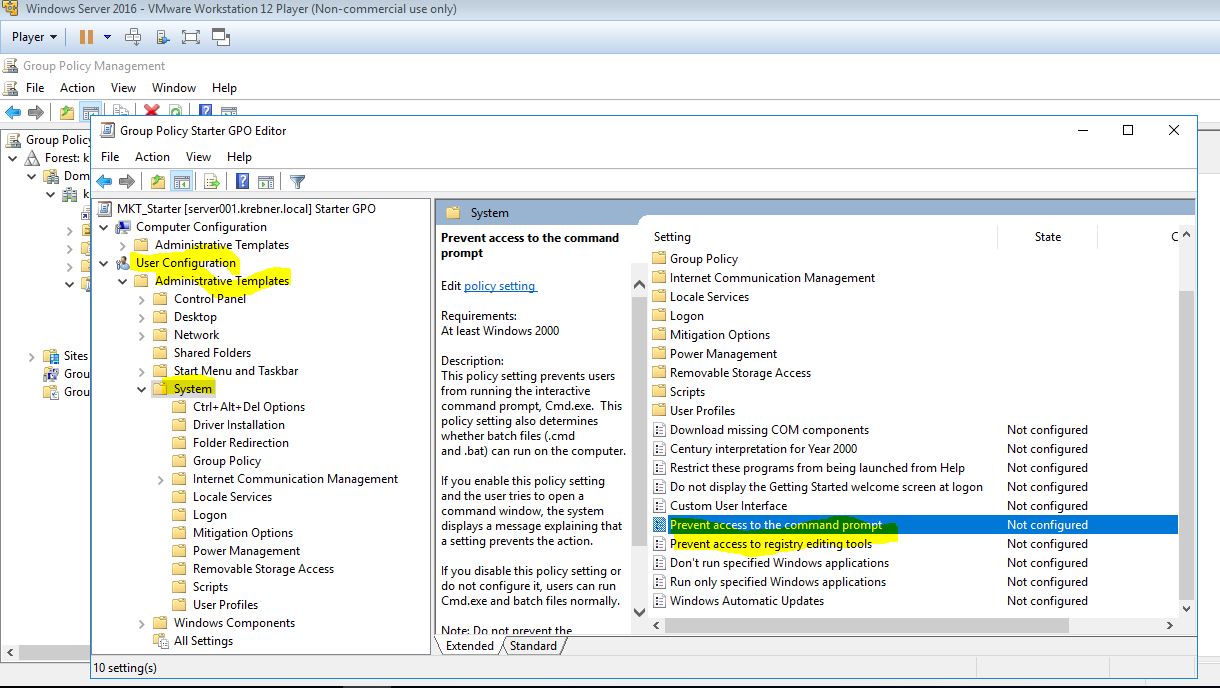 Windows Server 2016 - VMware Workstation 12 Player (Non-commercial use only)
Player
Group Policy Management
File Action View Window Help
Group Policy
Forest: k
Dom
k
Sites
Grou
Grou
Group Policy Starter GPO Editor
File Action View Help
MKT_Starter [server001.krebner.local] Starter GPO
Computer Configuration
Administrative Templates
User Configuration
Administrative Templates
Control Panel
Desktop
Network
Shared Folders
Start Menu and Taskbar
System
Ctrl+Alt+Del Options
Driver Installation
Folder Redirection
Group Policy
Internet Communication Management
Locale Services
Logon
Mitigation Options
Power Management
Removable Storage Access
Scripts
User Profiles
Windows Components
All Settings
System
Prevent access to the command
prompt
Edit policy setting
Requirements:
At least Windows 2000
Description:
This policy setting prevents users
from running the interactive
command prompt, Cmd.exe. This
policy setting also determines
whether batch files (.cmd
and .bat) can run on the computer.
If you enable this policy setting
and the user tries to open a
command window, the system
displays a message explaining that
a setting prevents the action.
If you disable this policy setting or
do not configure it, users can run
Cmd.exe and batch files normally.
Note: Do not prevent the
Setting State C
Group Policy
Internet Communication Management
Locale Services
Logon
Mitigation Options
Power Management
Removable Storage Access
Scripts
User Profiles
Download missing COM components Not configured
Century interpretation for Year 2000 Not configured
Restrict these programs from being launched from Help Not configured
Do not display the Getting Started welcome screen at logon Not configured
Custom User Interface Not configured
Prevent access to the command prompt Not configured
Prevent access to registry editing tools Not configured
Don't run specified Windows applications Not configured
Run only specified Windows applications Not configured
Windows Automatic Updates Not configured
Extended Standard
10 setting(s)